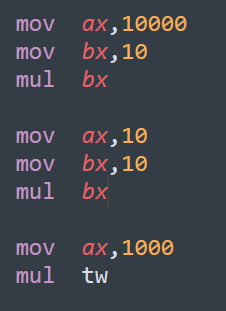 mov ax,10000
mov bx,10
mul bx
mov ax,10
mov bx,10
mul bx
mov ax,1000
mul tw